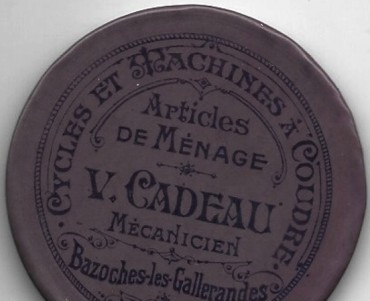 CYCLES ET MACHINES À COUDRE
Articles
DE MÉNAGE
V. CADEAU
MÉCANICIEN
Bazoches-les-Gallerandes